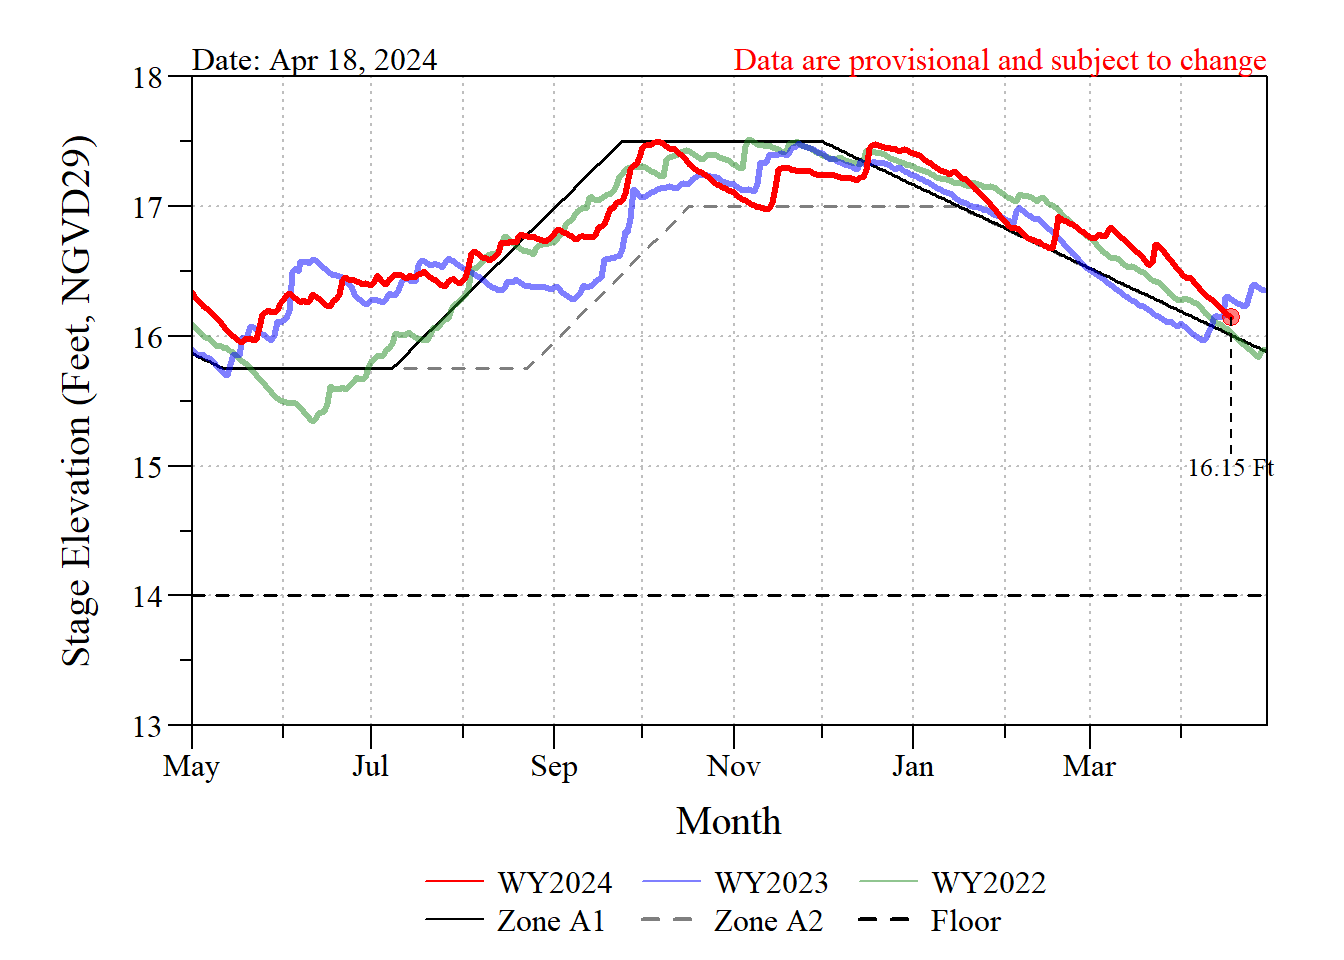 Date: Apr 18, 2024
Data are provisional and subject to change
Stage Elevation (Feet, NGVD29)
18
17
16
15
14
13
16.15 Ft
May Jul Sep Nov Jan Mar
Month
WY2024 WY2023 WY2022
Zone A1 Zone A2 Floor